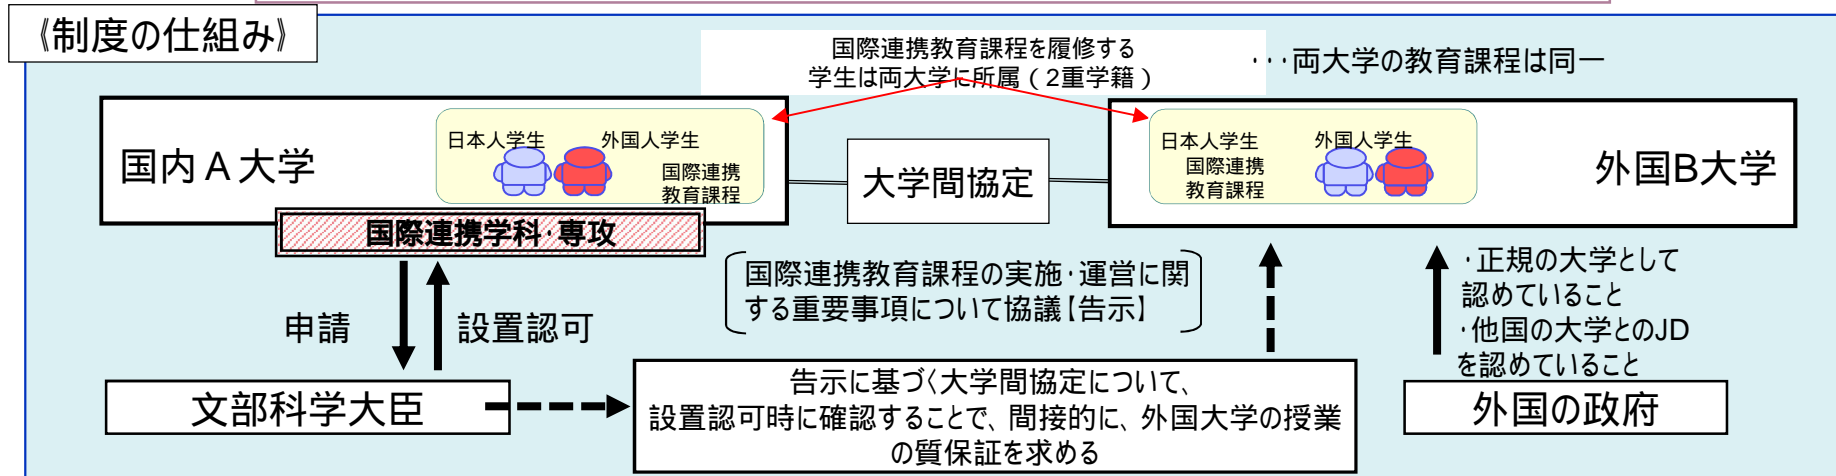 《制度の仕組み》
国際連携教育課程を履修する
学生は両大学に所属(2重学籍)
・・・両大学の教育課程は同一
国内A大学
日本人学生
外国人学生
国際連携
教育課程
国際連携学科・専攻
大学間協定
日本人学生
外国人学生
国際連携
教育課程
外国B大学
申請
設置認可
国際連携教育課程の実施・運営に関
する重要事項について協議【告示】
・正規の大学として
認めていること
・他国の大学とのJD
を認めていること
文部科学大臣
告示に基づく大学間協定について、
設置認可時に確認することで、間接的に、外国大学の授業
の質保証を求める
外国の政府